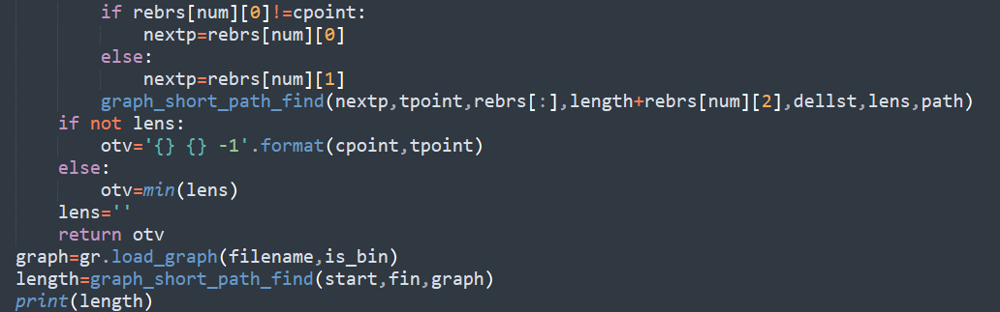 if rebrs[num][0]!=cpoint:
nextp=rebrs[num][0]
else:
nextp=rebrs[num][1]
graph_short_path_find(nextp,tpoint,rebrs[:],length+rebrs[num][2],dellst,lens,path)
if not lens:
otv='{} {} -1'.format(cpoint,tpoint)
else:
otv=min(lens)
lens=''
return otv
graph=gr.load_graph(filename,is_bin)
length=graph_short_path_find(start,fin,graph)
print(length)